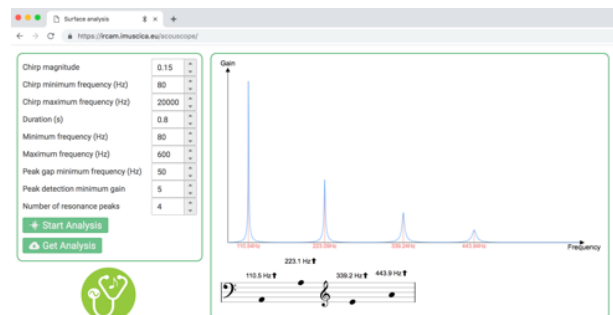 Surface analysis
https://ircam.imuscica.eu/acouscope/
Chirp magnitude 0.15
Chirp minimum frequency (Hz) 80
Chirp maximum frequency (Hz) 20000
Duration (s) 0.8
Minimum frequency (Hz) 80
Maximum frequency (Hz) 600
Peak gap minimum frequency (Hz) 50
Peak detection minimum gain 5
Number of resonance peaks 4
Start Analysis
Get Analysis
Gain
339.24Hz
Frequency
223.1 Hz
110.5 Hz 339.2 Hz 443.9 Hz